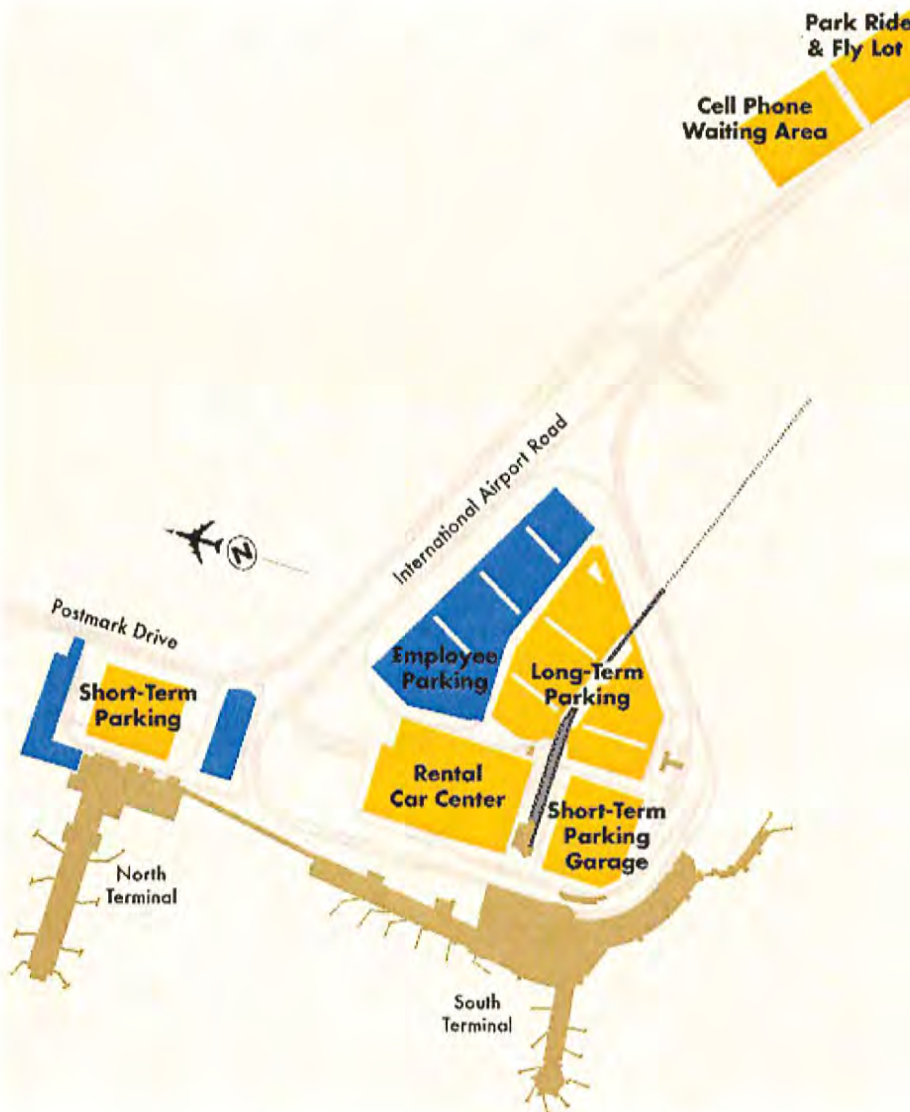 Park Ride
& Fly Lot
Cell Phone
Waiting Area
International Airport Road
N
Postmark Drive
Employee
Parking
Long-Term
Parking
Short-Term
Parking
Rental
Car Center
Short-Term
Parking
Garage
North
Terminal
South
Terminal